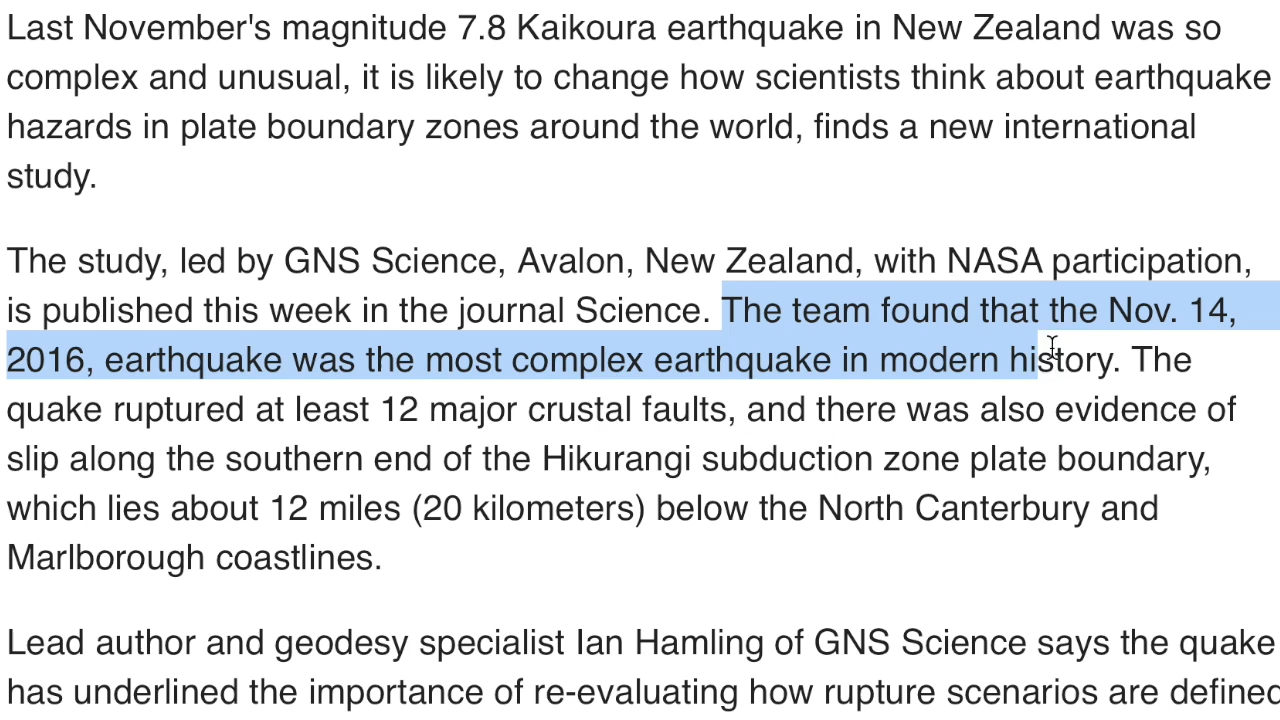 Last November's magnitude 7.8 Kaikoura earthquake in New Zealand was so
complex and unusual, it is likely to change how scientists think about earthquake
hazards in plate boundary zones around the world, finds a new international
study.
The study, led by GNS Science, Avalon, New Zealand, with NASA participation,
is published this week in the journal Science. The team found that the Nov. 14,
2016, earthquake was the most complex earthquake in modern history. The
quake ruptured at least 12 major crustal faults, and there was also evidence of
slip along the southern end of the Hikurangi subduction zone plate boundary,
which lies about 12 miles (20 kilometers) below the North Canterbury and
Marlborough coastlines.
Lead author and geodesy specialist Ian Hamling of GNS Science says the quake
has underlined the importance of re-evaluating how rupture scenarios are defined